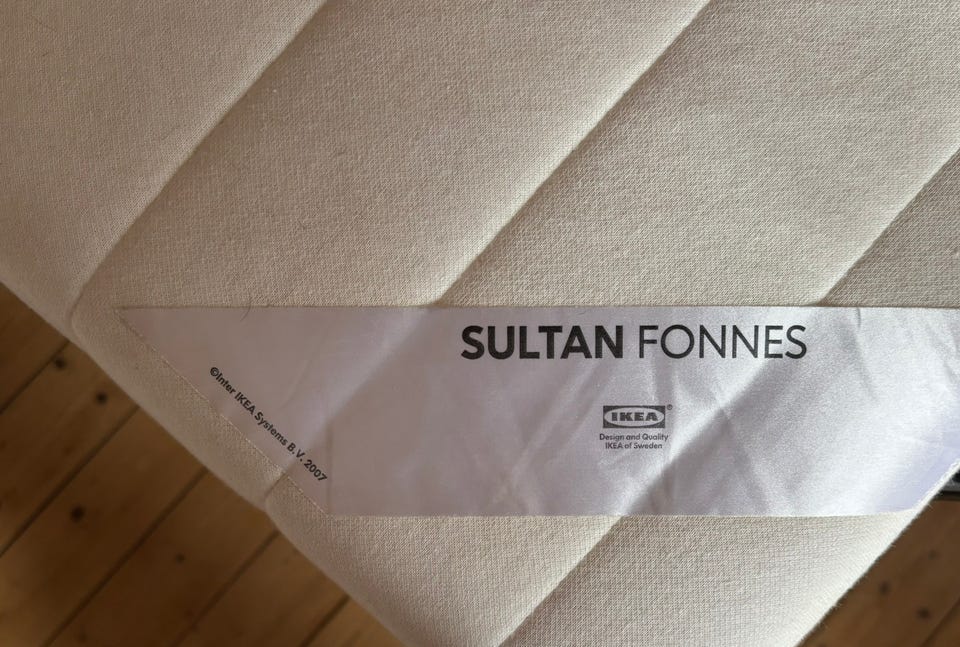 SULTAN FONNES
IKEA®
Design and Quality
IKEA of Sweden
©Inter IKEA Systems B.V. 2007